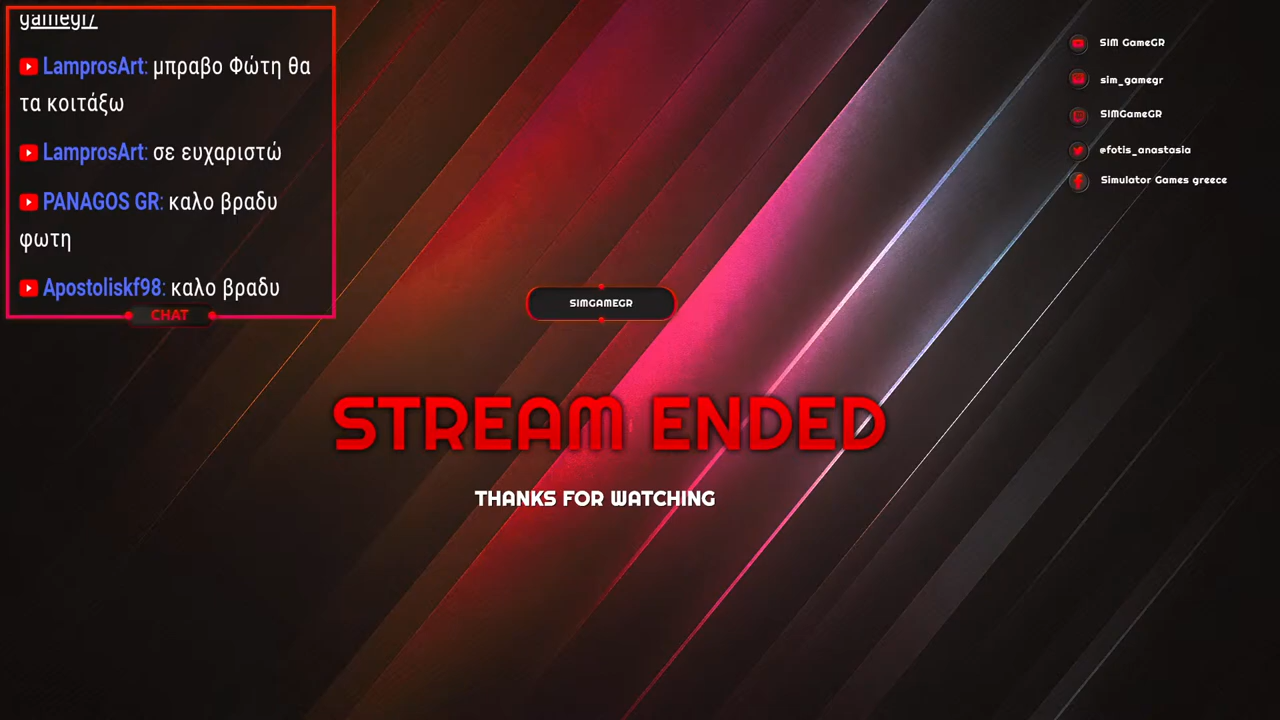 gamegr7
LamprosArt: μπραβο Φώτη θα
τα κοιτάξω
LamprosArt: σε ευχαριστώ
PANAGOS GR: καλο βραδυ
φωτη
Apostoliskf98: καλο βραδυ
CHAT
SIM GameGR
sim_gamegr
SIMGameGR
@fotis_anastasia
Simulator Games greece
SIMGAMEGR
STREAM ENDED
THANKS FOR WATCHING